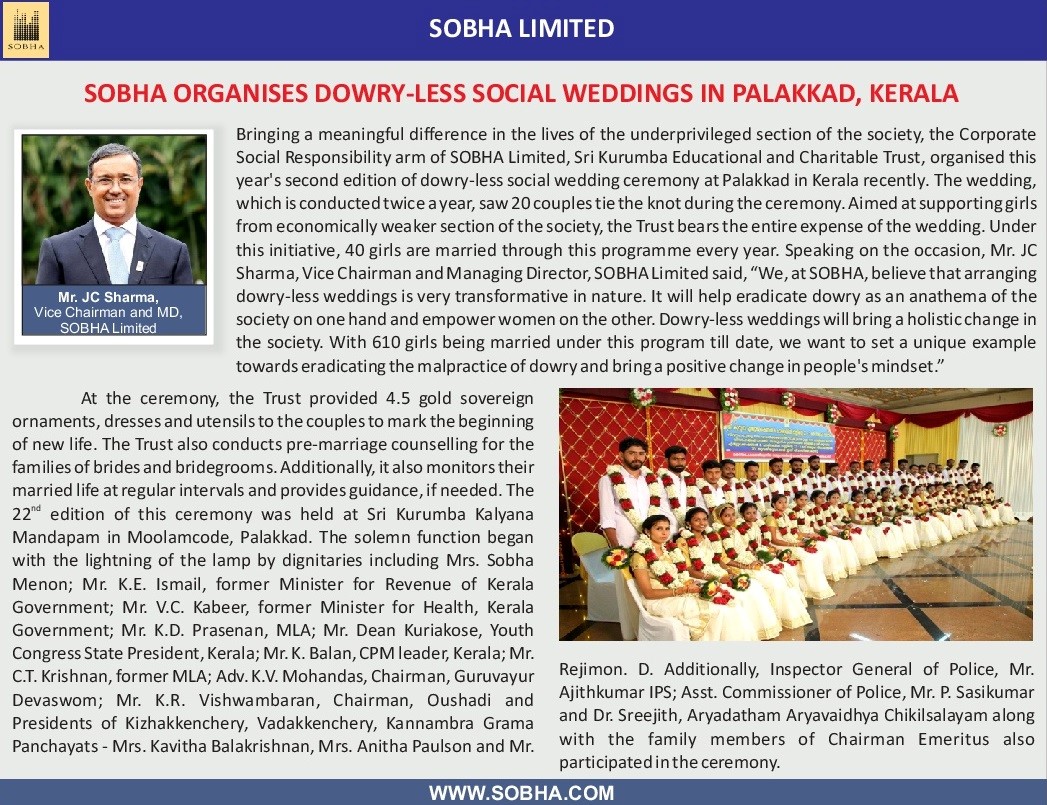 SOBHA
SOBHA LIMITED
SOBHA ORGANISES DOWRY-LESS SOCIAL WEDDINGS IN PALAKKAD, KERALA
Mr. JC Sharma,
Vice Chairman and MD,
SOBHA Limited
Bringing a meaningful difference in the lives of the underprivileged section of the society, the Corporate
Social Responsibility arm of SOBHA Limited, Sri Kurumba Educational and Charitable Trust, organised this
year's second edition of dowry-less social wedding ceremony at Palakkad in Kerala recently. The wedding,
which is conducted twice a year, saw 20 couples tie the knot during the ceremony. Aimed at supporting girls
from economically weaker section of the society, the Trust bears the entire expense of the wedding. Under
this initiative, 40 girls are married through this programme every year. Speaking on the occasion, Mr. JC
Sharma, Vice Chairman and Managing Director, SOBHA Limited said, “We, at SOBHA, believe that arranging
dowry-less weddings is very transformative in nature. It will help eradicate dowry as an anathema of the
society on one hand and empower women on the other. Dowry-less weddings will bring a holistic change in
the society. With 610 girls being married under this program till date, we want to set a unique example
towards eradicating the malpractice of dowry and bring a positive change in people's mindset.”
At the ceremony, the Trust provided 4.5 gold sovereign
ornaments, dresses and utensils to the couples to mark the beginning
of new life. The Trust also conducts pre-marriage counselling for the
families of brides and bridegrooms. Additionally, it also monitors their
married life at regular intervals and provides guidance, if needed. The
22nd edition of this ceremony was held at Sri Kurumba Kalyana
Mandapam in Moolamcode, Palakkad. The solemn function began
with the lightning of the lamp by dignitaries including Mrs. Sobha
Menon; Mr. K.E. Ismail, former Minister for Revenue of Kerala
Government; Mr. V.C. Kabeer, former Minister for Health, Kerala
Government; Mr. K.D. Prasenan, MLA; Mr. Dean Kuriakose, Youth
Congress State President, Kerala; Mr. K. Balan, CPM leader, Kerala; Mr.
C.T. Krishnan, former MLA; Adv. K.V. Mohandas, Chairman, Guruvayur
Devaswom; Mr. K.R. Vishwambaran, Chairman, Oushadi and
Presidents of Kizhakkenchery, Vadakkenchery, Kannambra Grama
Panchayats - Mrs. Kavitha Balakrishnan, Mrs. Anitha Paulson and Mr.
Rejimon. D. Additionally, Inspector General of Police, Mr.
Ajithkumar IPS; Asst. Commissioner of Police, Mr. P. Sasikumar
and Dr. Sreejith, Aryadatham Aryavaidhya Chikilsalayam along
with the family members of Chairman Emeritus also
participated in the ceremony.
WWW.SOBHA.COM